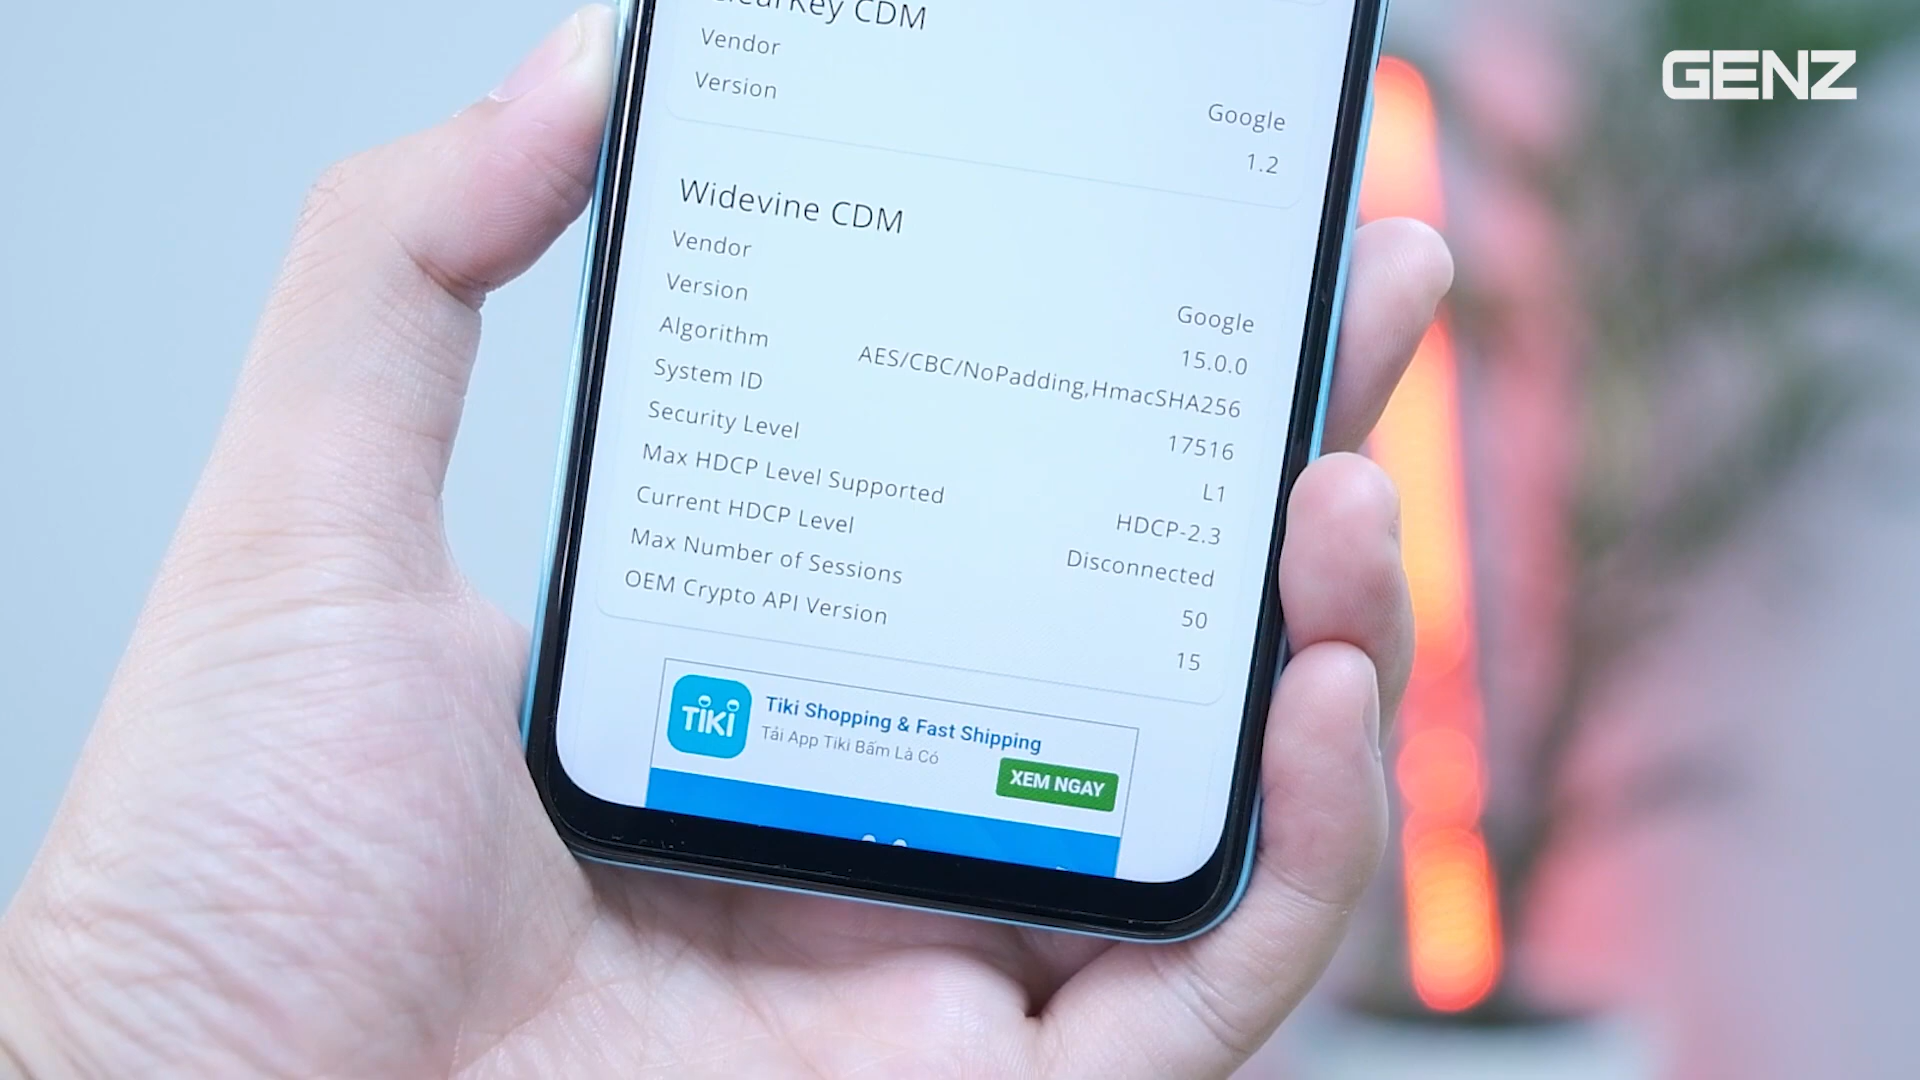 GENZ
ClearKey CDM
Vendor Google
Version 1.2
Widevine CDM
Vendor Google
Version 15.0.0
Algorithm AES/CBC/NoPadding,HmacSHA256
System ID 17516
Security Level L1
Max HDCP Level Supported HDCP-2.3
Current HDCP Level Disconnected
Max Number of Sessions 50
OEM Crypto API Version 15
TIKI
Tiki Shopping & Fast Shipping
Tải App Tiki Bấm Là Có
XEM NGAY